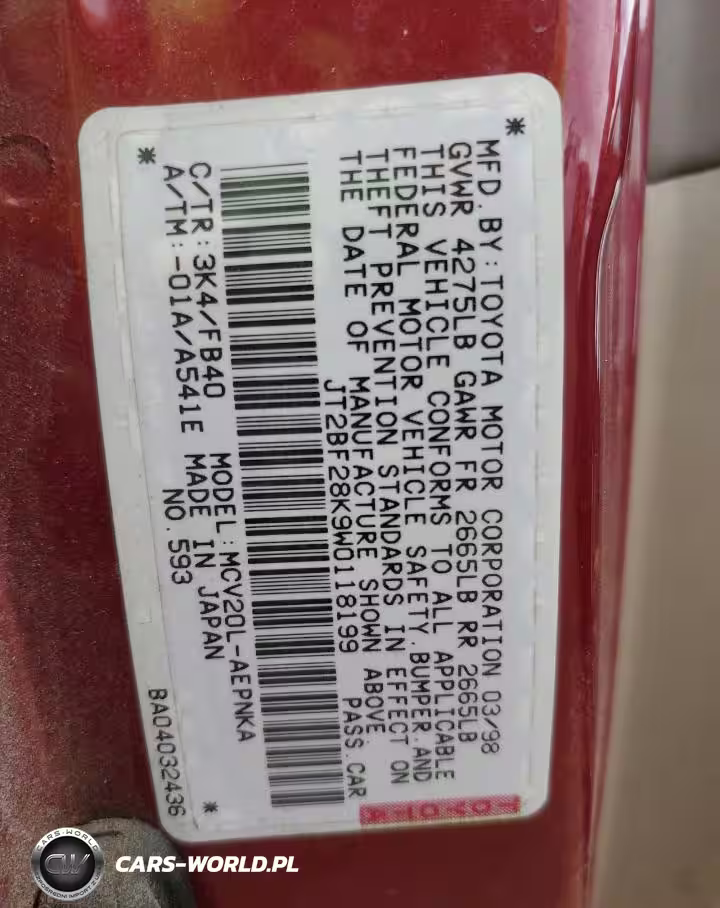 MFD. BY: TOYOTA MOTOR CORPORATION 03/98
GVWR 4275LB GAWR FR 2665LB RR 2665LB
THIS VEHICLE CONFORMS TO ALL APPLICABLE
FEDERAL MOTOR VEHICLE SAFETY, BUMPER, AND
THEFT PREVENTION STANDARDS IN EFFECT ON
THE DATE OF MANUFACTURE SHOWN ABOVE.
JT2BF28K9W0118199 PASS.CAR
C/TR:3K4/FB40 MODEL:MCV20L-AEPNKA
A/TM:-01A/A541E MADE IN JAPAN
NO.593
BA04032436
TOYOTA
CARS-WORLD.PL